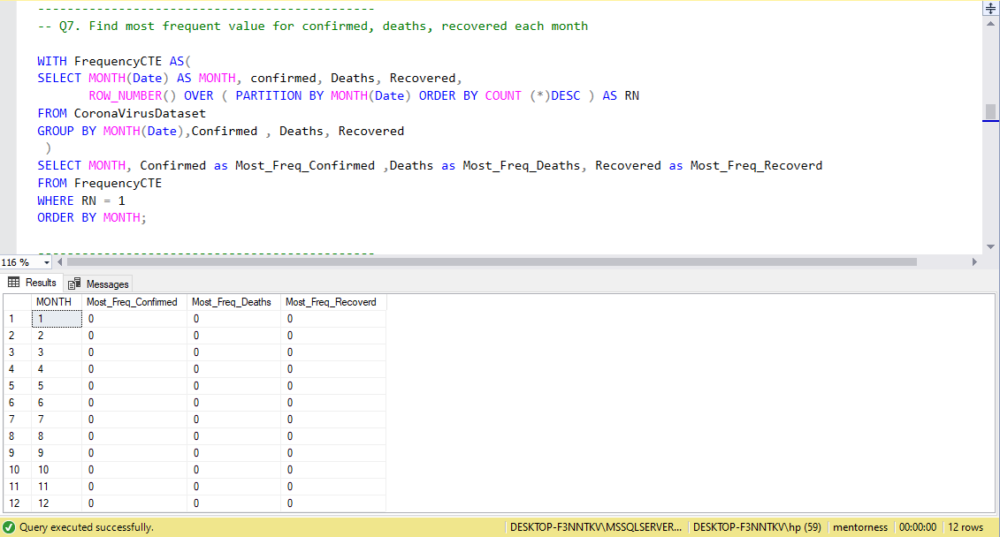 ----------------------------------------------
-- Q7. Find most frequent value for confirmed, deaths, recovered each month
WITH FrequencyCTE AS(
SELECT MONTH(Date) AS MONTH, confirmed, Deaths, Recovered,
ROW_NUMBER() OVER ( PARTITION BY MONTH(Date) ORDER BY COUNT (*)DESC ) AS RN
FROM CoronaVirusDataset
GROUP BY MONTH(Date),Confirmed , Deaths, Recovered
)
SELECT MONTH, Confirmed as Most_Freq_Confirmed ,Deaths as Most_Freq_Deaths, Recovered as Most_Freq_Recoverd
FROM FrequencyCTE
WHERE RN = 1
ORDER BY MONTH;
----------------------------------------------
116 %
Results Messages
MONTH Most_Freq_Confirmed Most_Freq_Deaths Most_Freq_Recoverd
1 1 0 0 0
2 2 0 0 0
3 3 0 0 0
4 4 0 0 0
5 5 0 0 0
6 6 0 0 0
7 7 0 0 0
8 8 0 0 0
9 9 0 0 0
10 10 0 0 0
11 11 0 0 0
12 12 0 0 0
Query executed successfully. DESKTOP-F3NNTKV\MSSQLSERVER... DESKTOP-F3NNTKV\hp (59) mentorness 00:00:00 12 rows